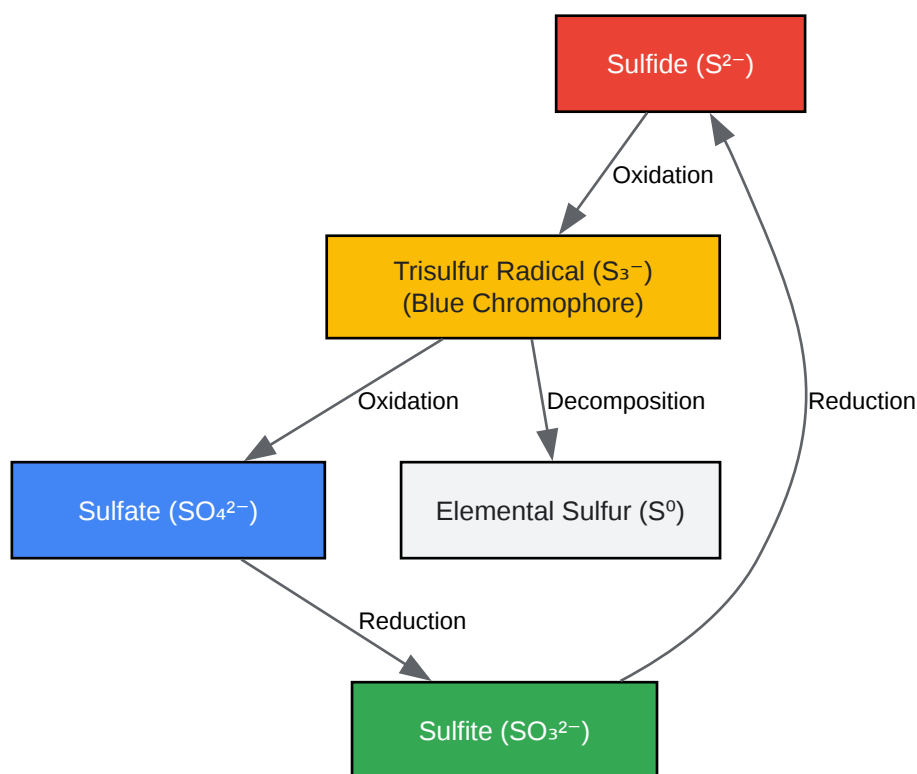 Sulfide (S²⁻)
Oxidation
Trisulfur Radical (S₃⁻)
(Blue Chromophore)
Oxidation
Decomposition
Reduction
Sulfate (SO₄²⁻)
Elemental Sulfur (S⁰)
Reduction
Sulfite (SO₃²⁻)